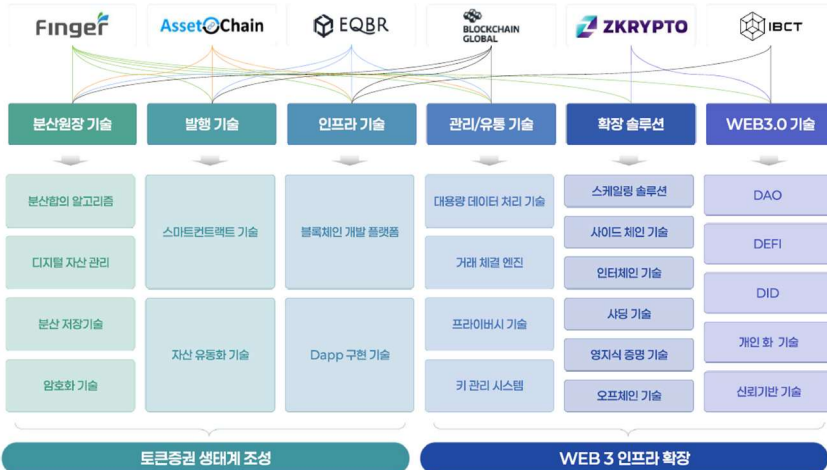 Finger
AssetOChain
EQBR
BLOCKCHAIN
GLOBAL
ZKRYPTO
IBCT
분산원장 기술
발행 기술
인프라 기술
관리/유통 기술
확장 솔루션
WEB3.0 기술
분산합의 알고리즘
디지털 자산 관리
분산 저장기술
암호화 기술
스마트컨트랙트 기술
자산 유동화 기술
블록체인 개발 플랫폼
Dapp 구현 기술
대용량 데이터 처리 기술
거래 체결 엔진
프라이버시 기술
키 관리 시스템
스케일링 솔루션
사이드 체인 기술
인터체인 기술
샤딩 기술
영지식 증명 기술
오프체인 기술
DAO
DEFI
DID
개인 화 기술
신뢰기반 기술
토큰증권 생태계 조성
WEB 3 인프라 확장